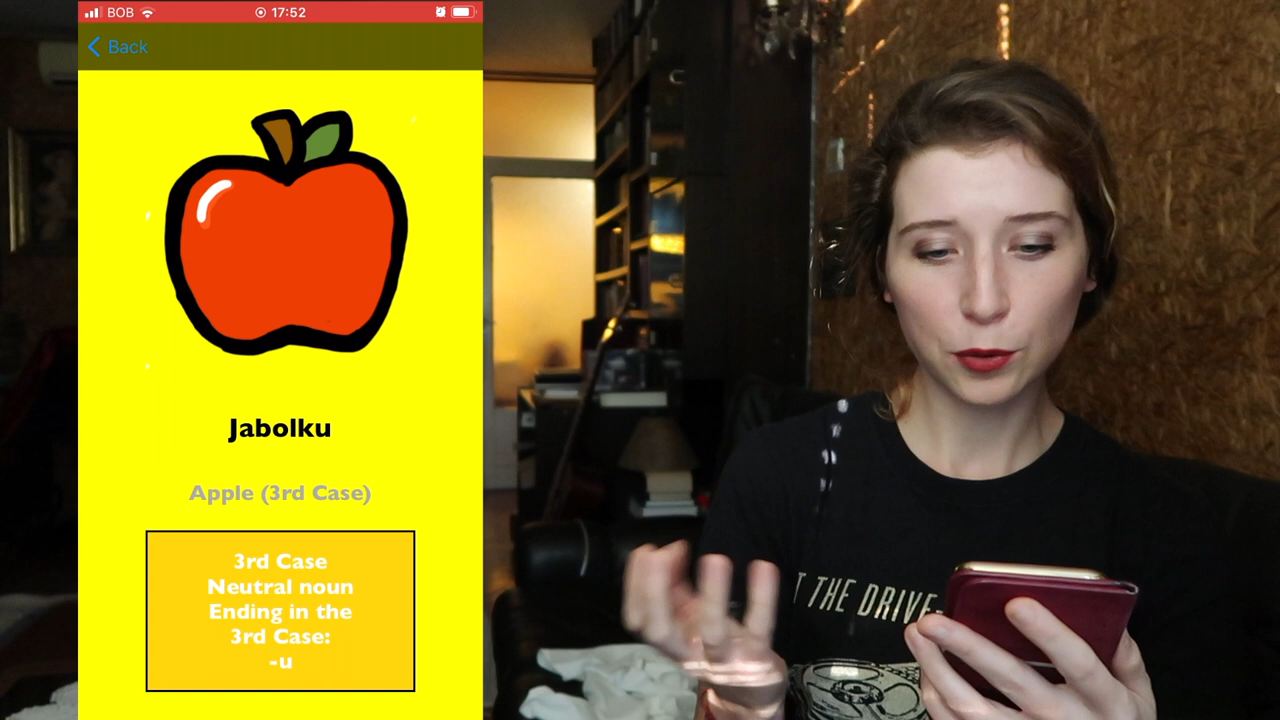 BOB
17:52
Back
Jabolku
Apple (3rd Case)
3rd Case
Neutral noun
Ending in the
3rd Case:
-u
T THE DRIVE-